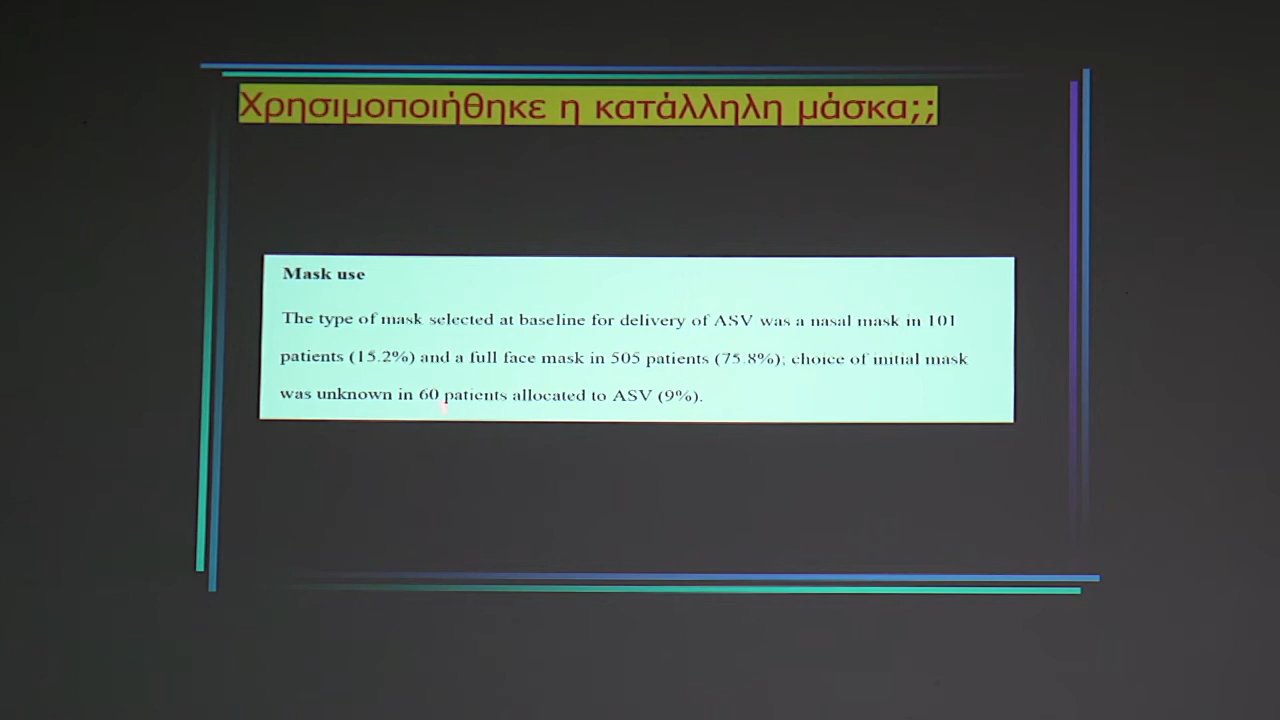 Χρησιμοποιήθηκε η κατάλληλη μάσκα;;
Mask use
The type of mask selected at baseline for delivery of ASV was a nasal mask in 101
patients (15.2%) and a full face mask in 505 patients (75.8%); choice of initial mask
was unknown in 60 patients allocated to ASV (9%).